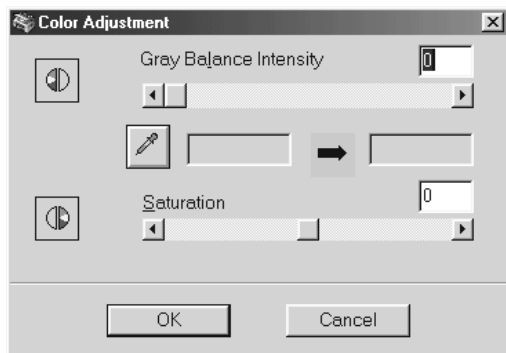 Color Adjustment
Gray Balance Intensity
0
Saturation
0
OK
Cancel